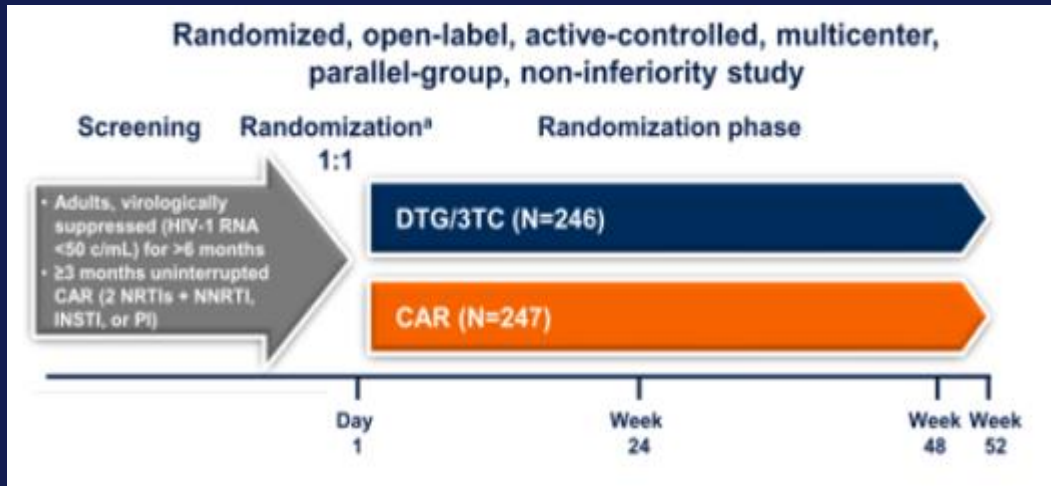 Randomized, open-label, active-controlled, multicenter,
parallel-group, non-inferiority study
Screening
Randomizationª
1:1
Randomization phase
• Adults, virologically
suppressed (HIV-1 RNA
<50 c/mL) for >6 months
• ≥3 months uninterrupted
CAR (2 NRTIs + NNRTI,
INSTI, or PI)
DTG/3TC (N=246)
CAR (N=247)
Day
1
Week
24
Week
48
Week
52